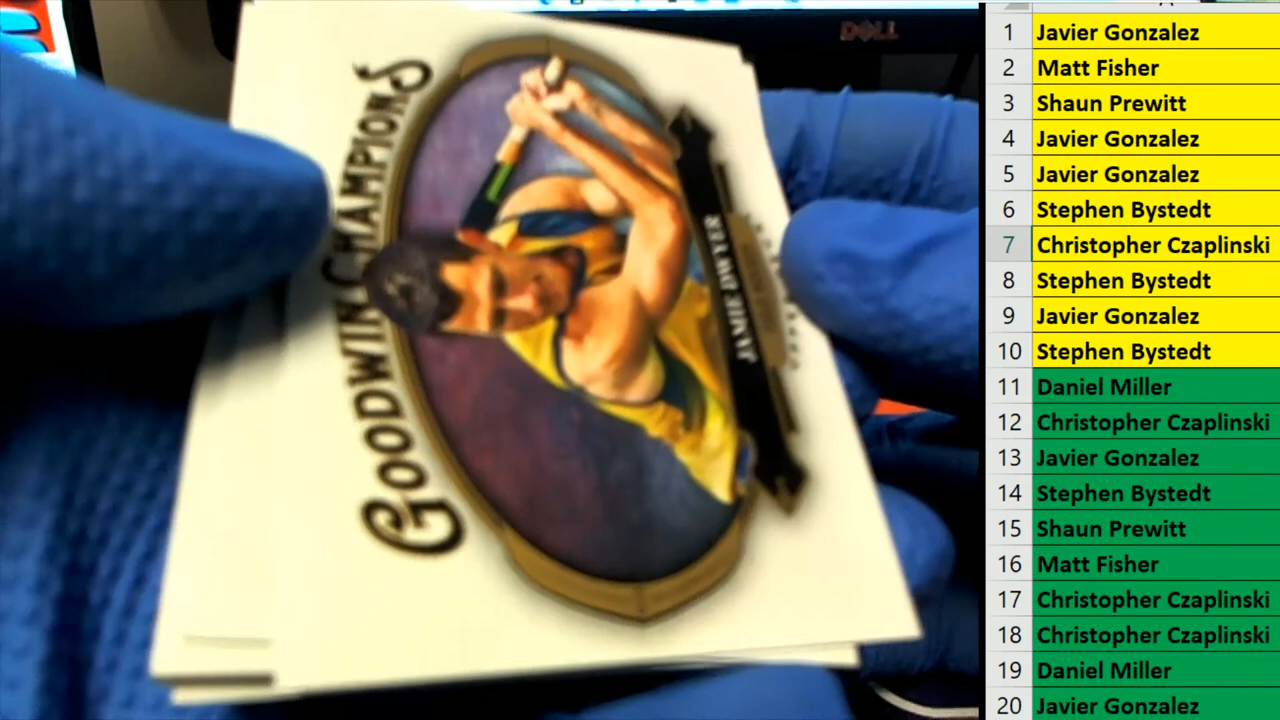 DELL
GOODWIN CHAMPIONS
JAMIE DWYER
1 Javier Gonzalez
2 Matt Fisher
3 Shaun Prewitt
4 Javier Gonzalez
5 Javier Gonzalez
6 Stephen Bystedt
7 Christopher Czaplinski
8 Stephen Bystedt
9 Javier Gonzalez
10 Stephen Bystedt
11 Daniel Miller
12 Christopher Czaplinski
13 Javier Gonzalez
14 Stephen Bystedt
15 Shaun Prewitt
16 Matt Fisher
17 Christopher Czaplinski
18 Christopher Czaplinski
19 Daniel Miller
20 Javier Gonzalez